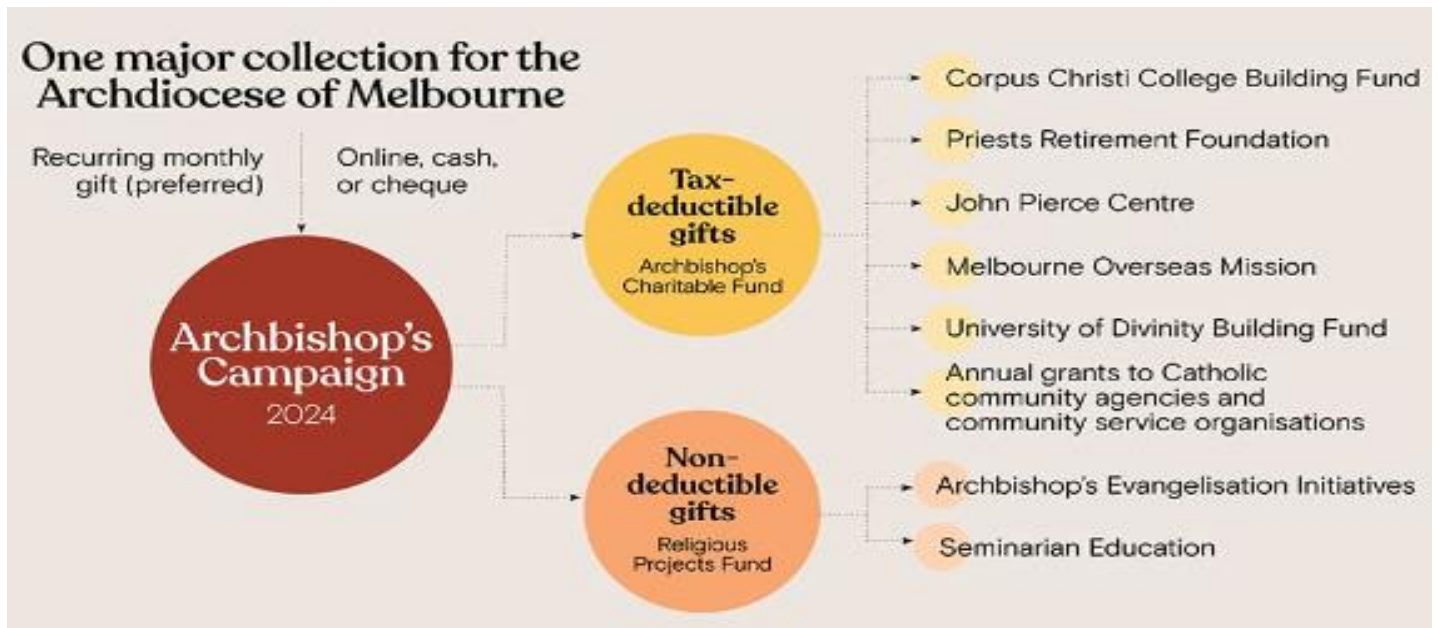 One major collection for the
Archdiocese of Melbourne
Recurring monthly
gift (preferred)
Online, cash,
or cheque
Archbishop's
Campaign
2024
Tax-
deductible
gifts
Archbishop's
Charitable Fund
Corpus Christi College Building Fund
Priests Retirement Foundation
John Pierce Centre
Melbourne Overseas Mission
University of Divinity Building Fund
Annual grants to Catholic
community agencies and
community service organisations
Non-
deductible
gifts
Religious
Projects Fund
Archbishop's Evangelisation Initiatives
Seminarian Education